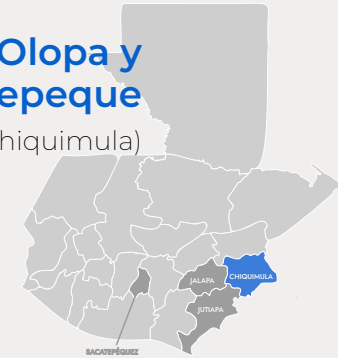 Olopa y
epeque
hiquimula)
JALAPA
CHIQUIMULA
JUTIAPA
SACATEPÉQUEZ